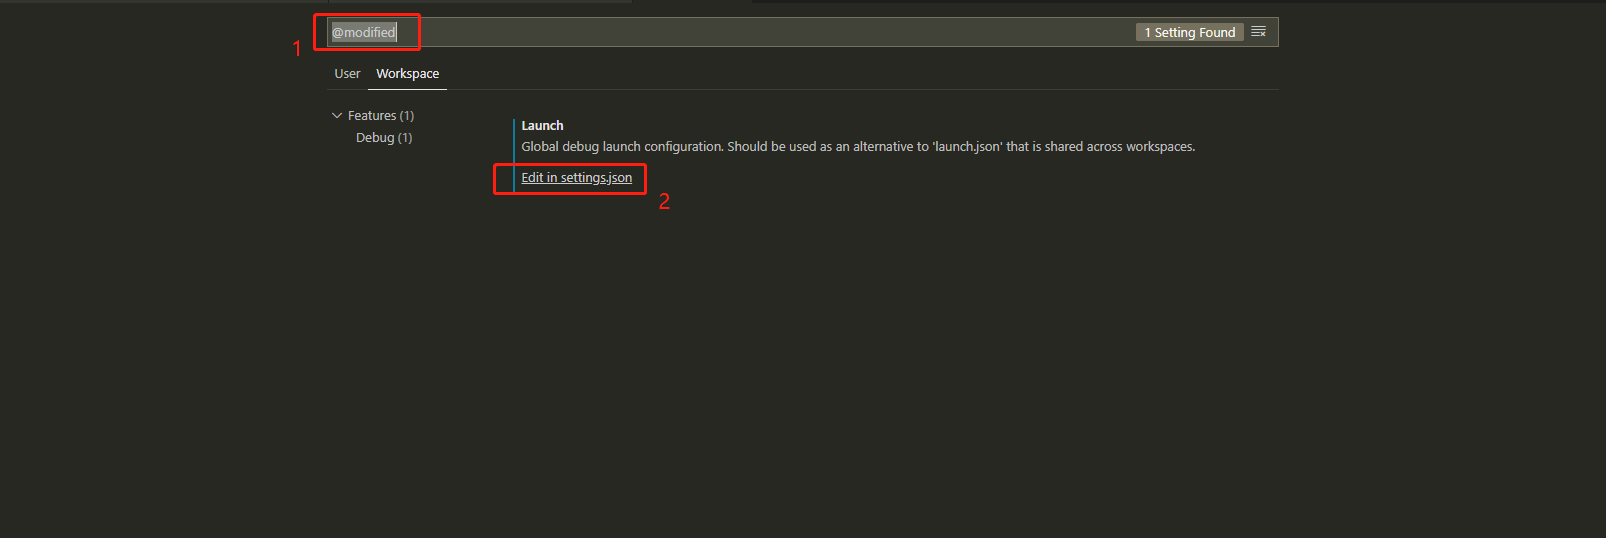 @modified
1 Setting Found
1
User Workspace
Features (1)
Debug (1)
Launch
Global debug launch configuration. Should be used as an alternative to 'launch.json' that is shared across workspaces.
Edit in settings.json
2